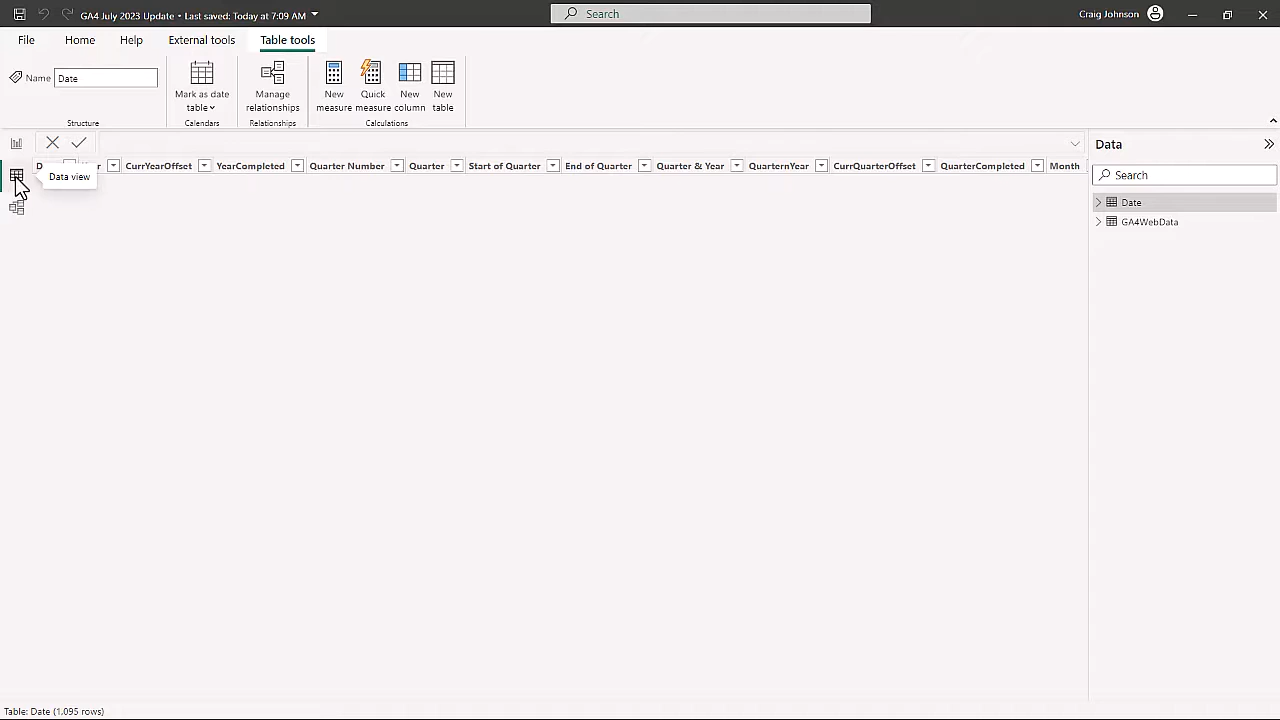 GA4 July 2023 Update • Last saved: Today at 7:09 AM
Search
Craig Johnson
File
Home
Help
External tools
Table tools
Name
Date
Mark as date table
Manage relationships
New measure
Quick measure
New column
New table
Structure
Calendars
Relationships
Calculations
Data view
CurrYearOffset
YearCompleted
Quarter Number
Quarter
Start of Quarter
End of Quarter
Quarter & Year
QuarternYear
CurrQuarterOffset
QuarterCompleted
Month
Data
Search
Date
GA4WebData
Table: Date (1,095 rows)